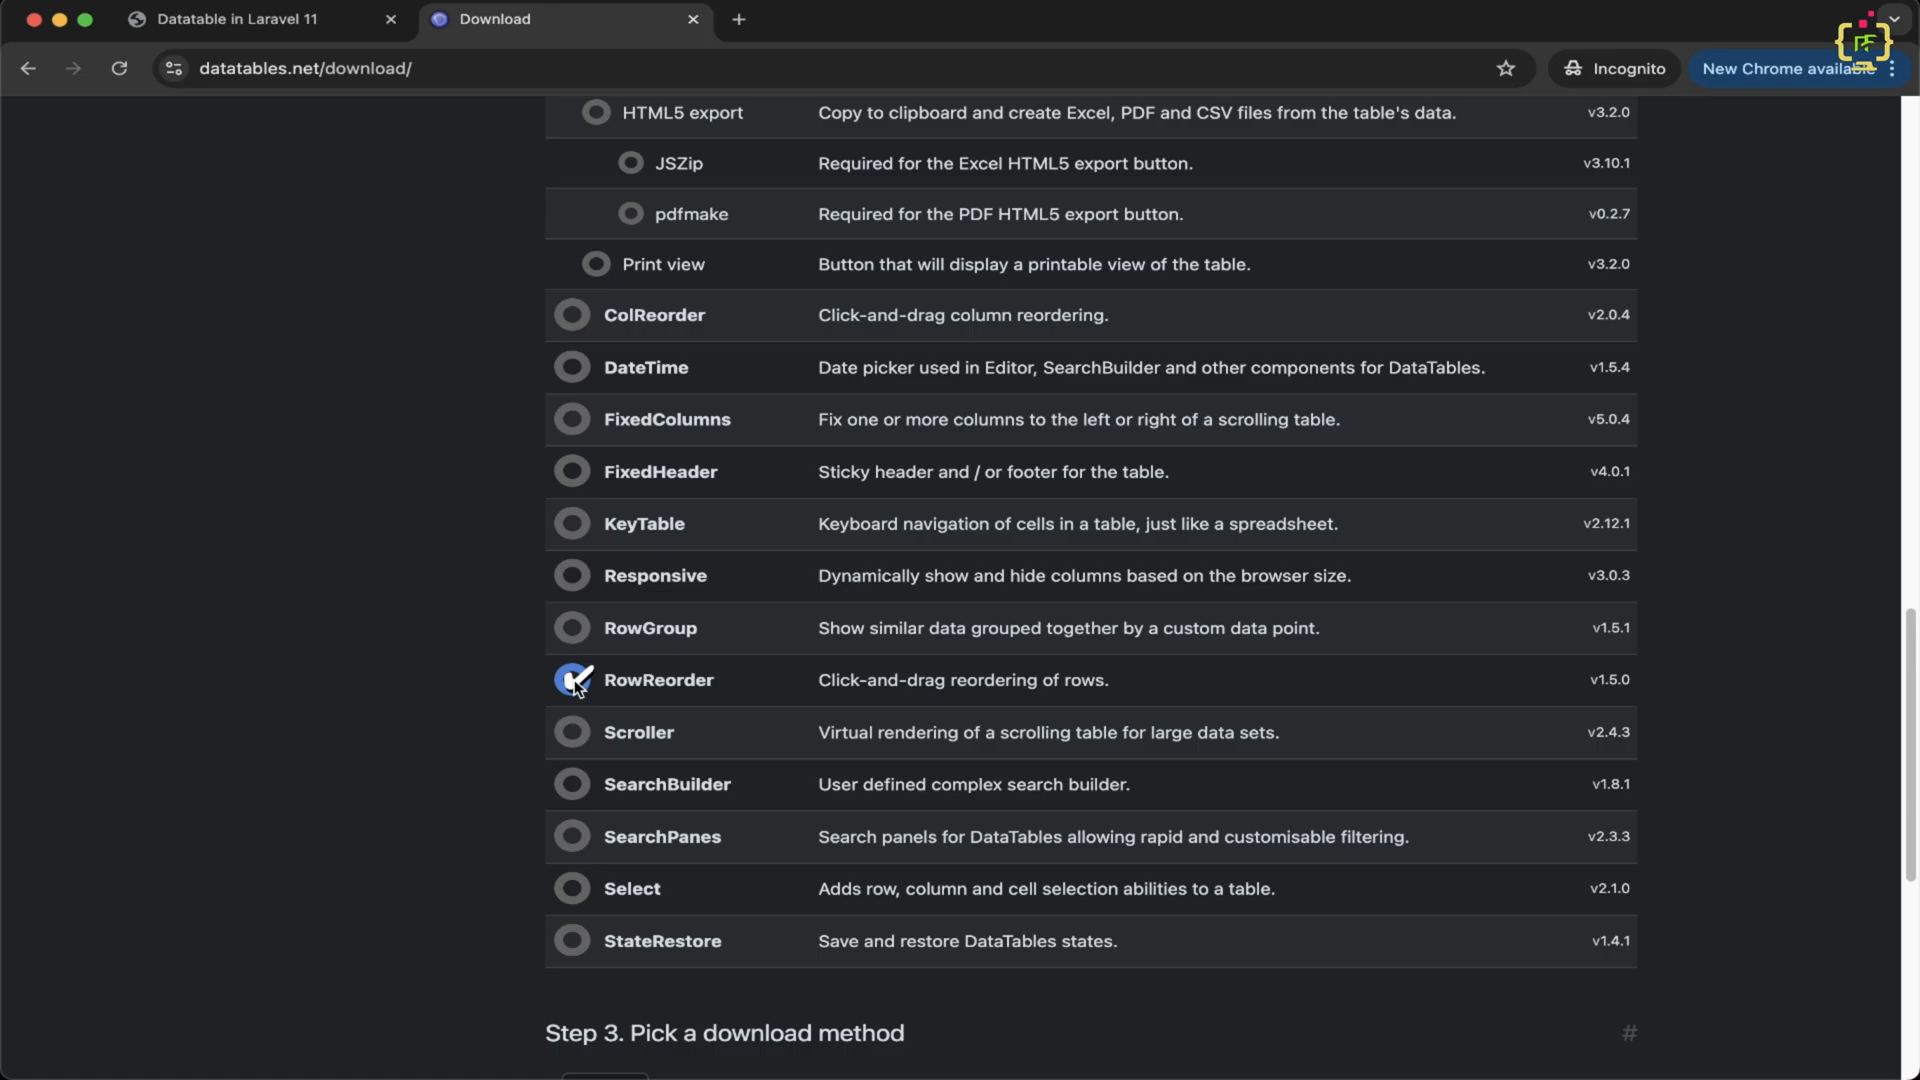 Datatable in Laravel 11
Download
datatables.net/download/
Incognito
New Chrome available
HTML5 export Copy to clipboard and create Excel, PDF and CSV files from the table's data. v3.2.0
JSZip Required for the Excel HTML5 export button. v3.10.1
pdfmake Required for the PDF HTML5 export button. v0.2.7
Print view Button that will display a printable view of the table. v3.2.0
ColReorder Click-and-drag column reordering. v2.0.4
DateTime Date picker used in Editor, SearchBuilder and other components for DataTables. v1.5.4
FixedColumns Fix one or more columns to the left or right of a scrolling table. v5.0.4
FixedHeader Sticky header and / or footer for the table. v4.0.1
KeyTable Keyboard navigation of cells in a table, just like a spreadsheet. v2.12.1
Responsive Dynamically show and hide columns based on the browser size. v3.0.3
RowGroup Show similar data grouped together by a custom data point. v1.5.1
RowReorder Click-and-drag reordering of rows. v1.5.0
Scroller Virtual rendering of a scrolling table for large data sets. v2.4.3
SearchBuilder User defined complex search builder. v1.8.1
SearchPanes Search panels for DataTables allowing rapid and customisable filtering. v2.3.3
Select Adds row, column and cell selection abilities to a table. v2.1.0
StateRestore Save and restore DataTables states. v1.4.1
Step 3. Pick a download method #